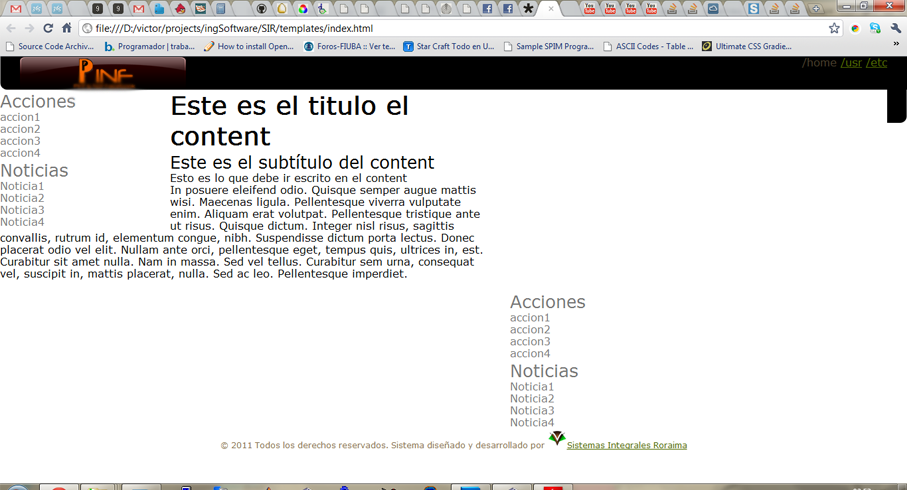 file:///D:/victor/projects/ingSoftware/SIR/templates/index.html
Source Code Archiv... Programador | traba... How to install Open... Foros-FIUBA :: Ver te... Star Craft Todo en U... Sample SPIM Progra... ASCII Codes - Table ... Ultimate CSS Gradie... »
PINF
/home /usr /etc
Acciones
accion1
accion2
accion3
accion4
Noticias
Noticia1
Noticia2
Noticia3
Noticia4
Este es el titulo el
content
Este es el subtítulo del content
Esto es lo que debe ir escrito en el content
In posuere eleifend odio. Quisque semper augue mattis
wisi. Maecenas ligula. Pellentesque viverra vulputate
enim. Aliquam erat volutpat. Pellentesque tristique ante
ut risus. Quisque dictum. Integer nisl risus, sagittis
convallis, rutrum id, elementum congue, nibh. Suspendisse dictum porta lectus. Donec
placerat odio vel elit. Nullam ante orci, pellentesque eget, tempus quis, ultrices in, est.
Curabitur sit amet nulla. Nam in massa. Sed vel tellus. Curabitur sem urna, consequat
vel, suscipit in, mattis placerat, nulla. Sed ac leo. Pellentesque imperdiet.
Acciones
accion1
accion2
accion3
accion4
Noticias
Noticia1
Noticia2
Noticia3
Noticia4
© 2011 Todos los derechos reservados. Sistema diseñado y desarrollado por Sistemas Integrales Roraima